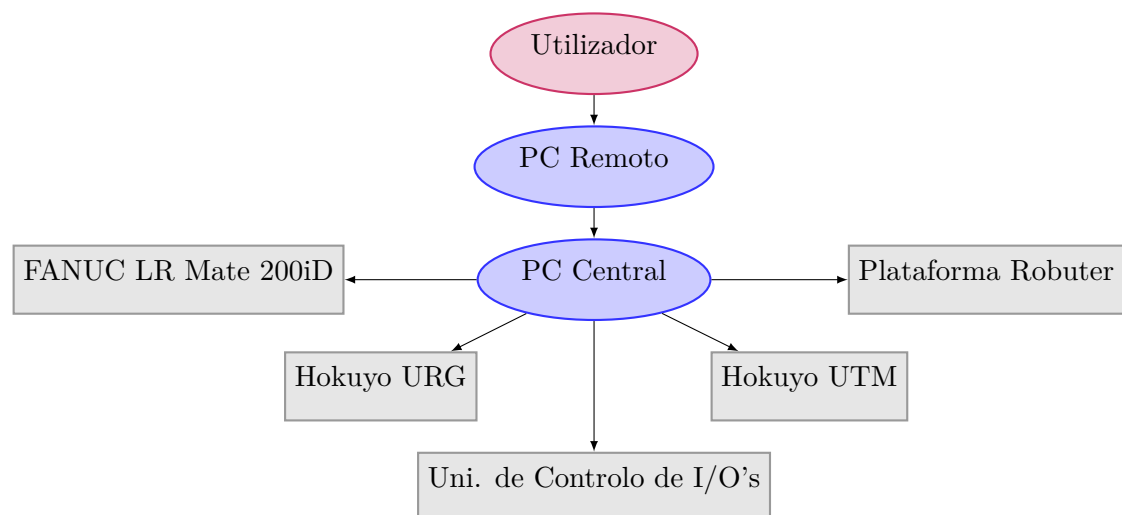 Utilizador
PC Remoto
PC Central
FANUC LR Mate 200iD
Plataforma Robuter
Hokuyo URG
Hokuyo UTM
Uni. de Controlo de I/O's